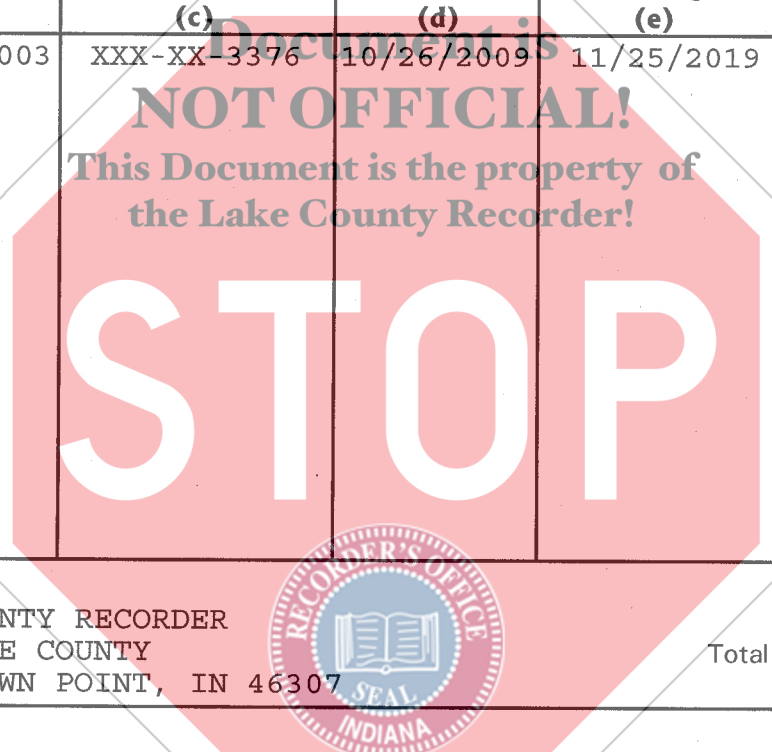 (c) (d) (e)
Document is
003 XXX-XX-3376 10/26/2009 11/25/2019
NOT OFFICIAL!
This Document is the property of
the Lake County Recorder!
STOP
RECORDER'S OFFICE
NTY RECORDER
E COUNTY
Total
WN POINT, IN 46307
SEAL
INDIANA